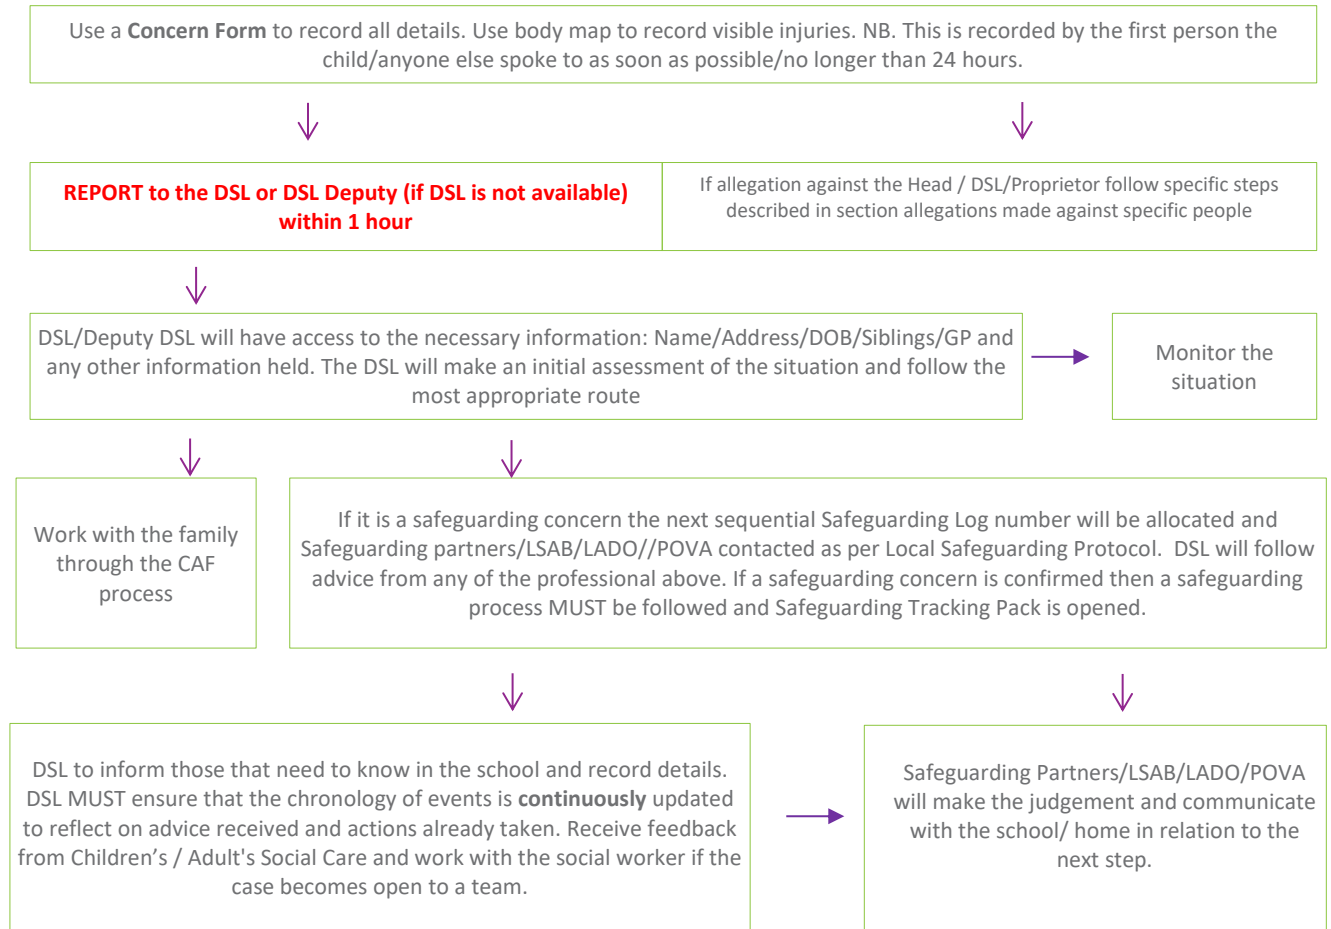 Use a Concern Form to record all details. Use body map to record visible injuries. NB. This is recorded by the first person the
child/anyone else spoke to as soon as possible/no longer than 24 hours.
REPORT to the DSL or DSL Deputy (if DSL is not available)
within 1 hour
If allegation against the Head / DSL/Proprietor follow specific steps
described in section allegations made against specific people
DSL/Deputy DSL will have access to the necessary information: Name/Address/DOB/Siblings/GP and
any other information held. The DSL will make an initial assessment of the situation and follow the
most appropriate route
Monitor the
situation
Work with the family
through the CAF
process
If it is a safeguarding concern the next sequential Safeguarding Log number will be allocated and
Safeguarding partners/LSAB/LADO//POVA contacted as per Local Safeguarding Protocol. DSL will follow
advice from any of the professional above. If a safeguarding concern is confirmed then a safeguarding
process MUST be followed and Safeguarding Tracking Pack is opened.
DSL to inform those that need to know in the school and record details.
DSL MUST ensure that the chronology of events is continuously updated
to reflect on advice received and actions already taken. Receive feedback
from Children’s / Adult's Social Care and work with the social worker if the
case becomes open to a team.
Safeguarding Partners/LSAB/LADO/POVA
will make the judgement and communicate
with the school/ home in relation to the
next step.